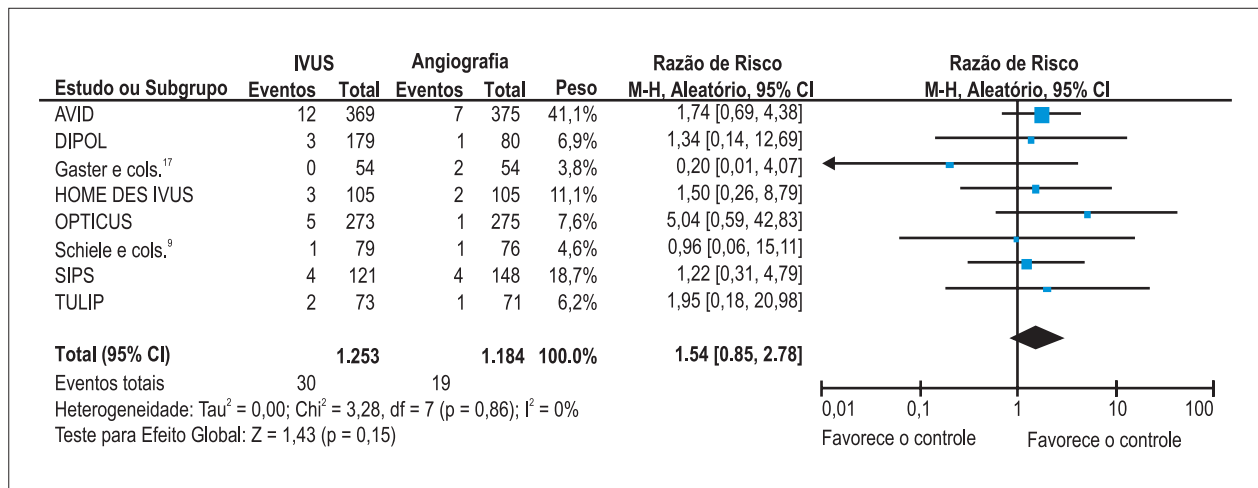 IVUS Angiografia Razão de Risco Razão de Risco
Estudo ou Subgrupo Eventos Total Eventos Total Peso M-H, Aleatório, 95% CI M-H, Aleatório, 95% CI
AVID 12 369 7 375 41,1% 1,74 [0,69, 4,38]
DIPOL 3 179 1 80 6,9% 1,34 [0,14, 12,69]
Gaster e cols.17 0 54 2 54 3,8% 0,20 [0,01, 4,07]
HOME DES IVUS 3 105 2 105 11,1% 1,50 [0,26, 8,79]
OPTICUS 5 273 1 275 7,6% 5,04 [0,59, 42,83]
Schiele e cols.9 1 79 1 76 4,6% 0,96 [0,06, 15,11]
SIPS 4 121 4 148 18,7% 1,22 [0,31, 4,79]
TULIP 2 73 1 71 6,2% 1,95 [0,18, 20,98]
Total (95% CI) 1.253 1.184 100.0% 1.54 [0.85, 2.78]
Eventos totais 30 19
Heterogeneidade: Tau2 = 0,00; Chi2 = 3,28, df = 7 (p = 0,86); I2 = 0%
Teste para Efeito Global: Z = 1,43 (p = 0,15)
0,01 0,1 1 10 100
Favorece o controle Favorece o controle